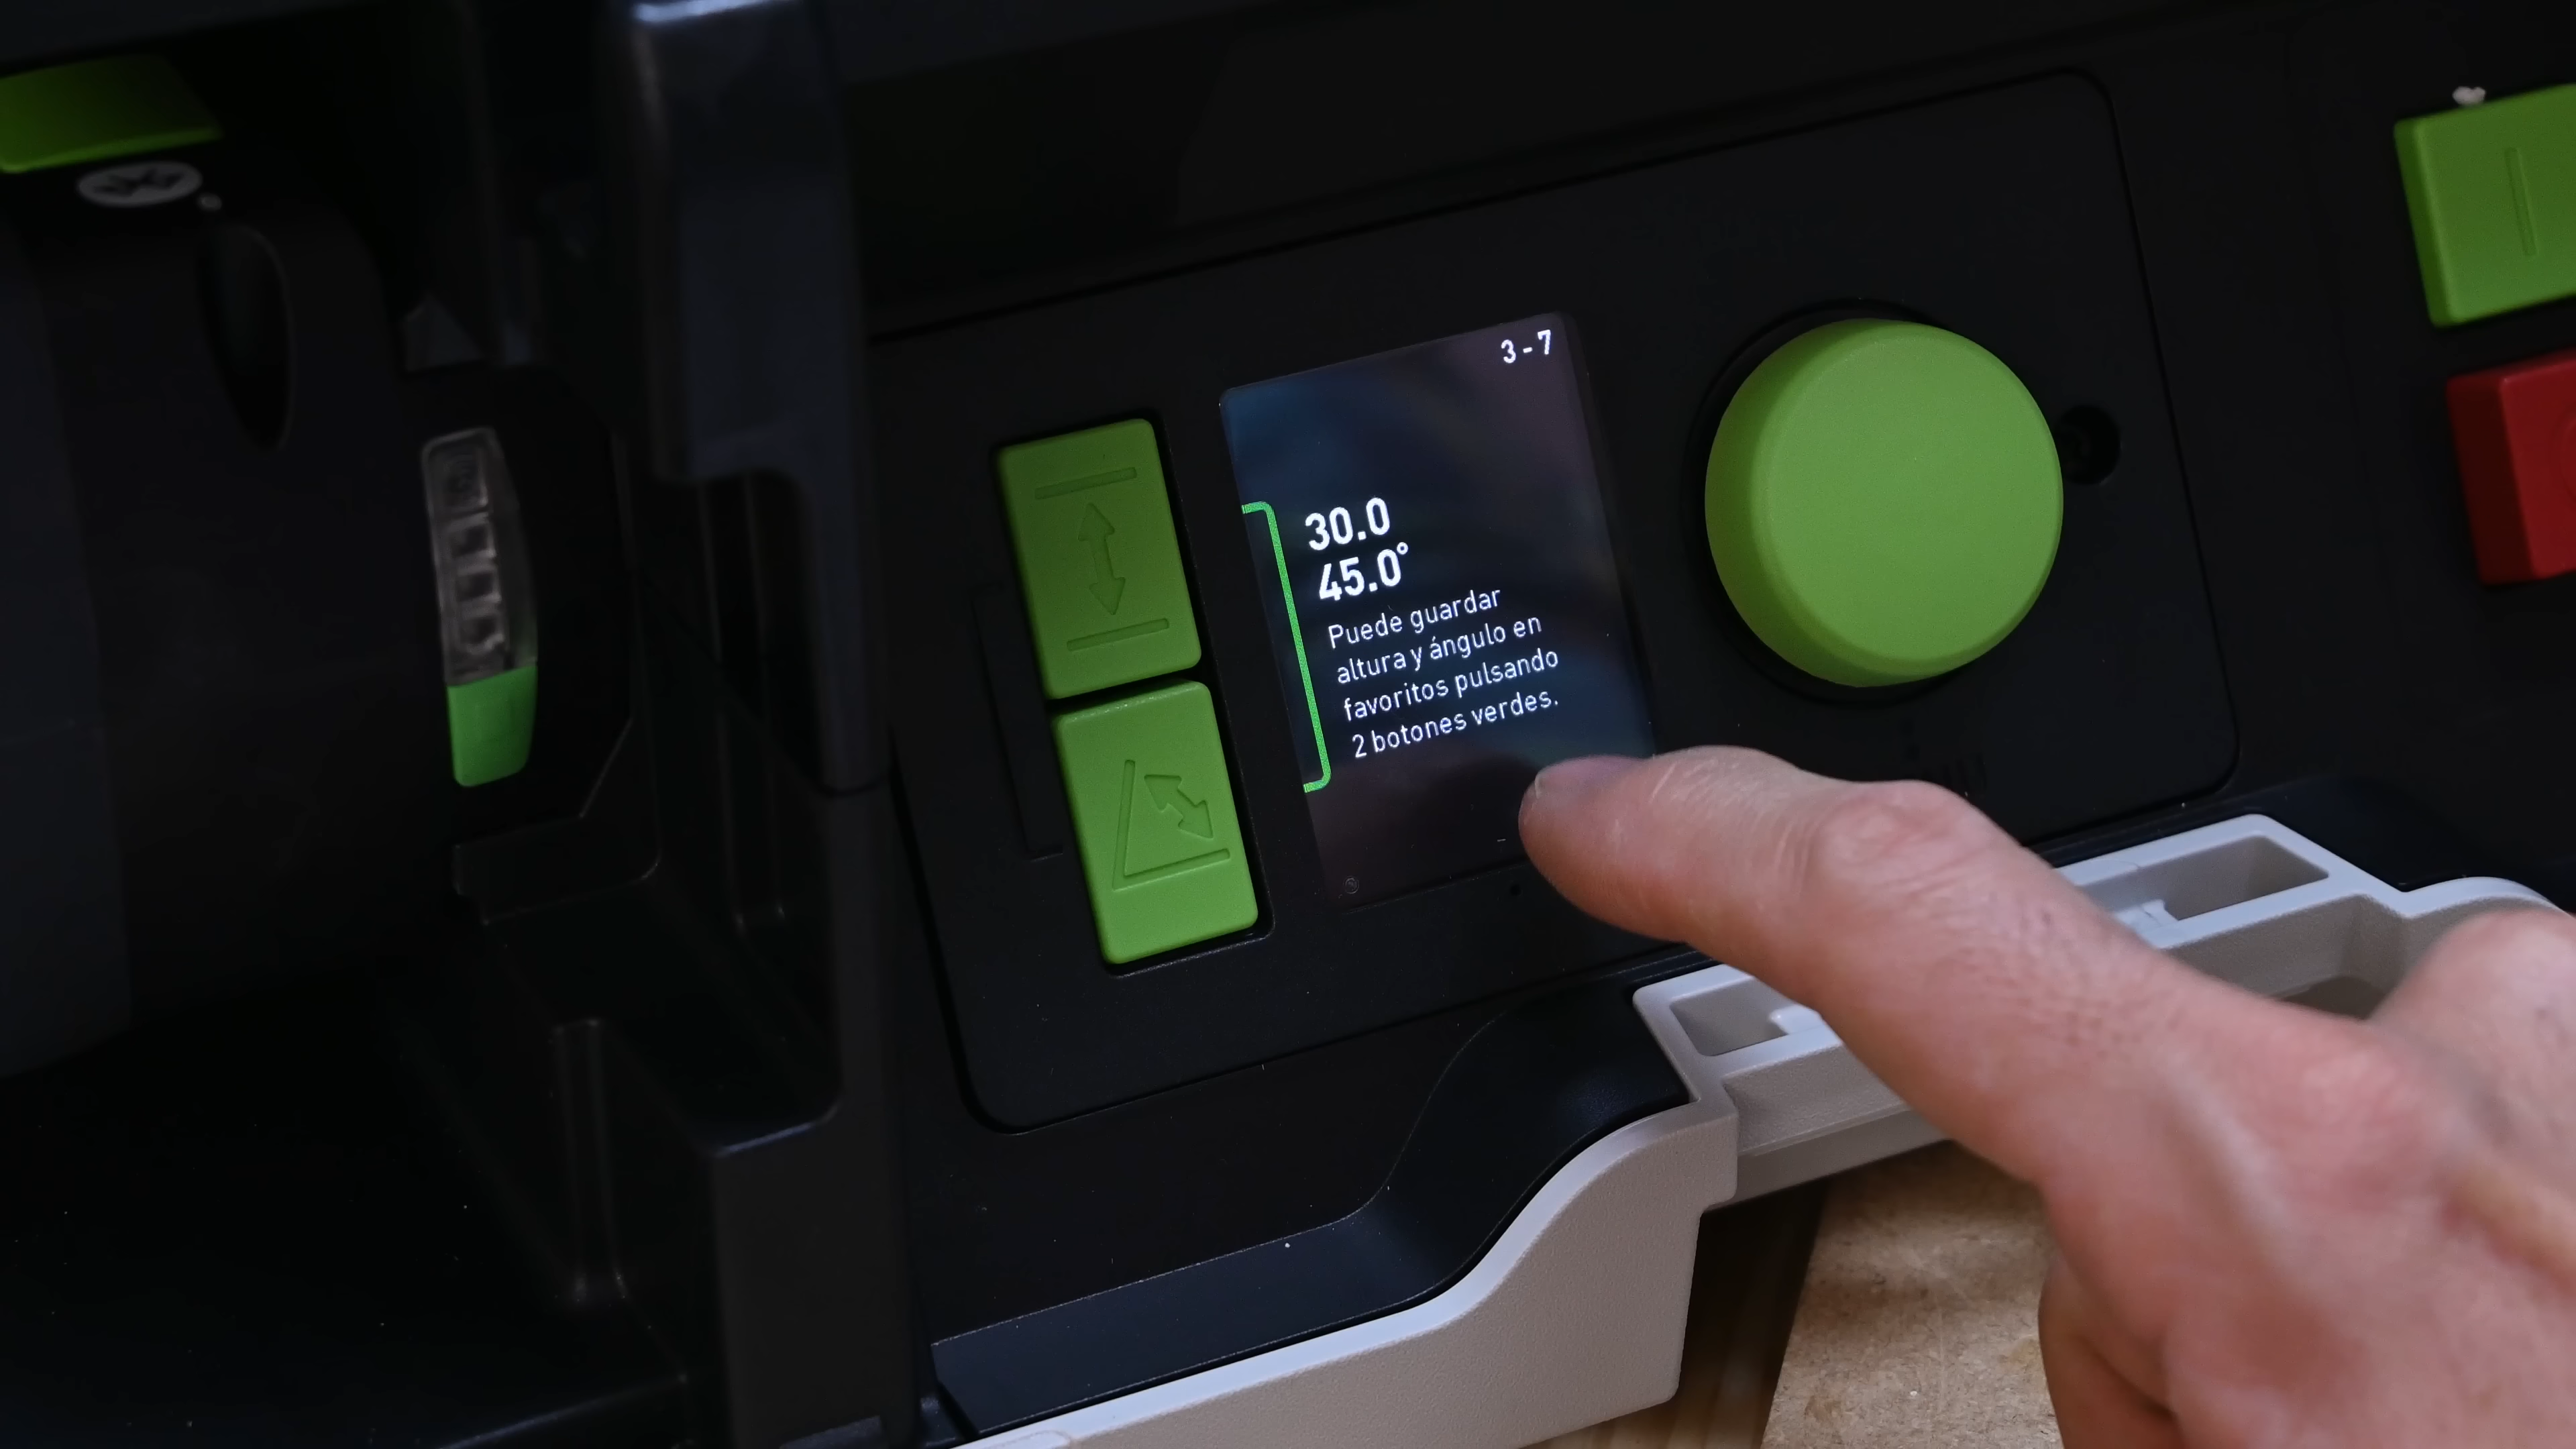 3-7
30.0
45.0°
Puede guardar
altura y ángulo en
favoritos pulsando
2 botones verdes.